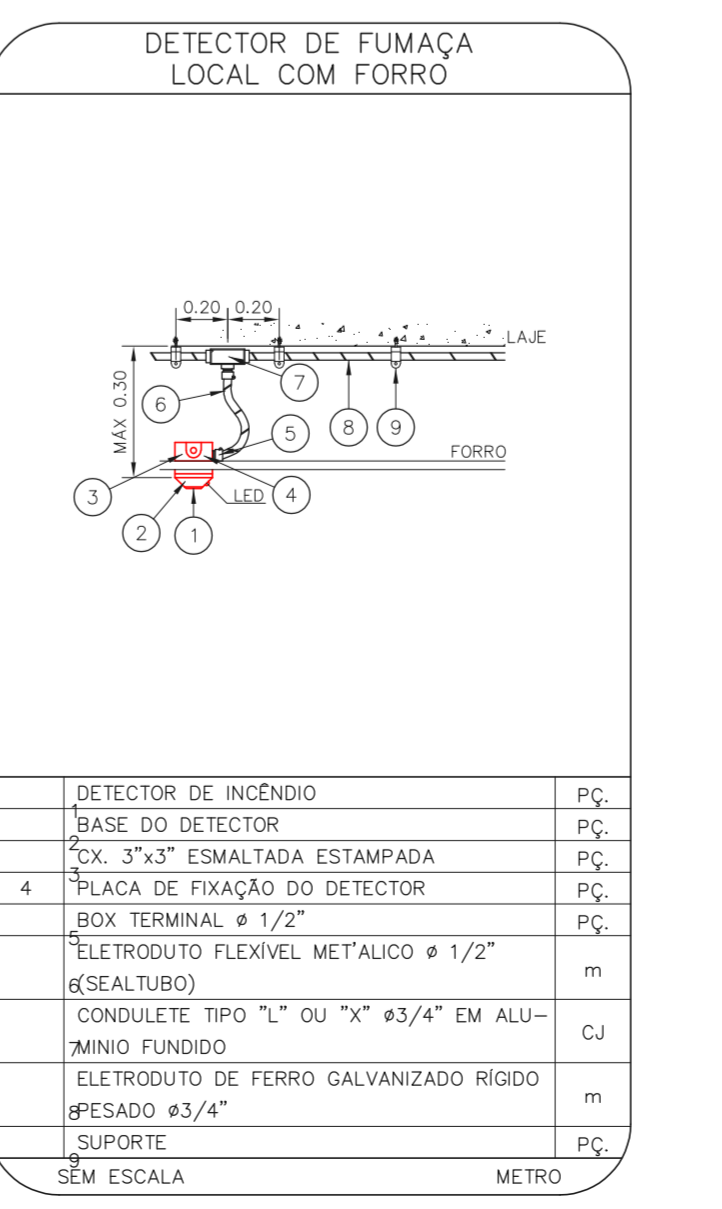 DETECTOR DE FUMAÇA
LOCAL COM FORRO
0.20 0.20
LAJE
MÁX 0.30
7
6
5
8
9
FORRO
3
LED
4
2
1
1 DETECTOR DE INCÊNDIO PÇ.
2 BASE DO DETECTOR PÇ.
3 CX. 3”x3” ESMALTADA ESTAMPADA PÇ.
4 PLACA DE FIXAÇÃO DO DETECTOR PÇ.
5 BOX TERMINAL ø 1/2” PÇ.
6 ELETRODUTO FLEXÍVEL MET’ALICO ø 1/2” m
(SEALTUBO)
7 CONDULETE TIPO "L" OU "X" ø3/4” EM ALU— CJ
MINIO FUNDIDO
8 ELETRODUTO DE FERRO GALVANIZADO RÍGIDO m
PESADO ø3/4”
9 SUPORTE PÇ.
SEM ESCALA METRO